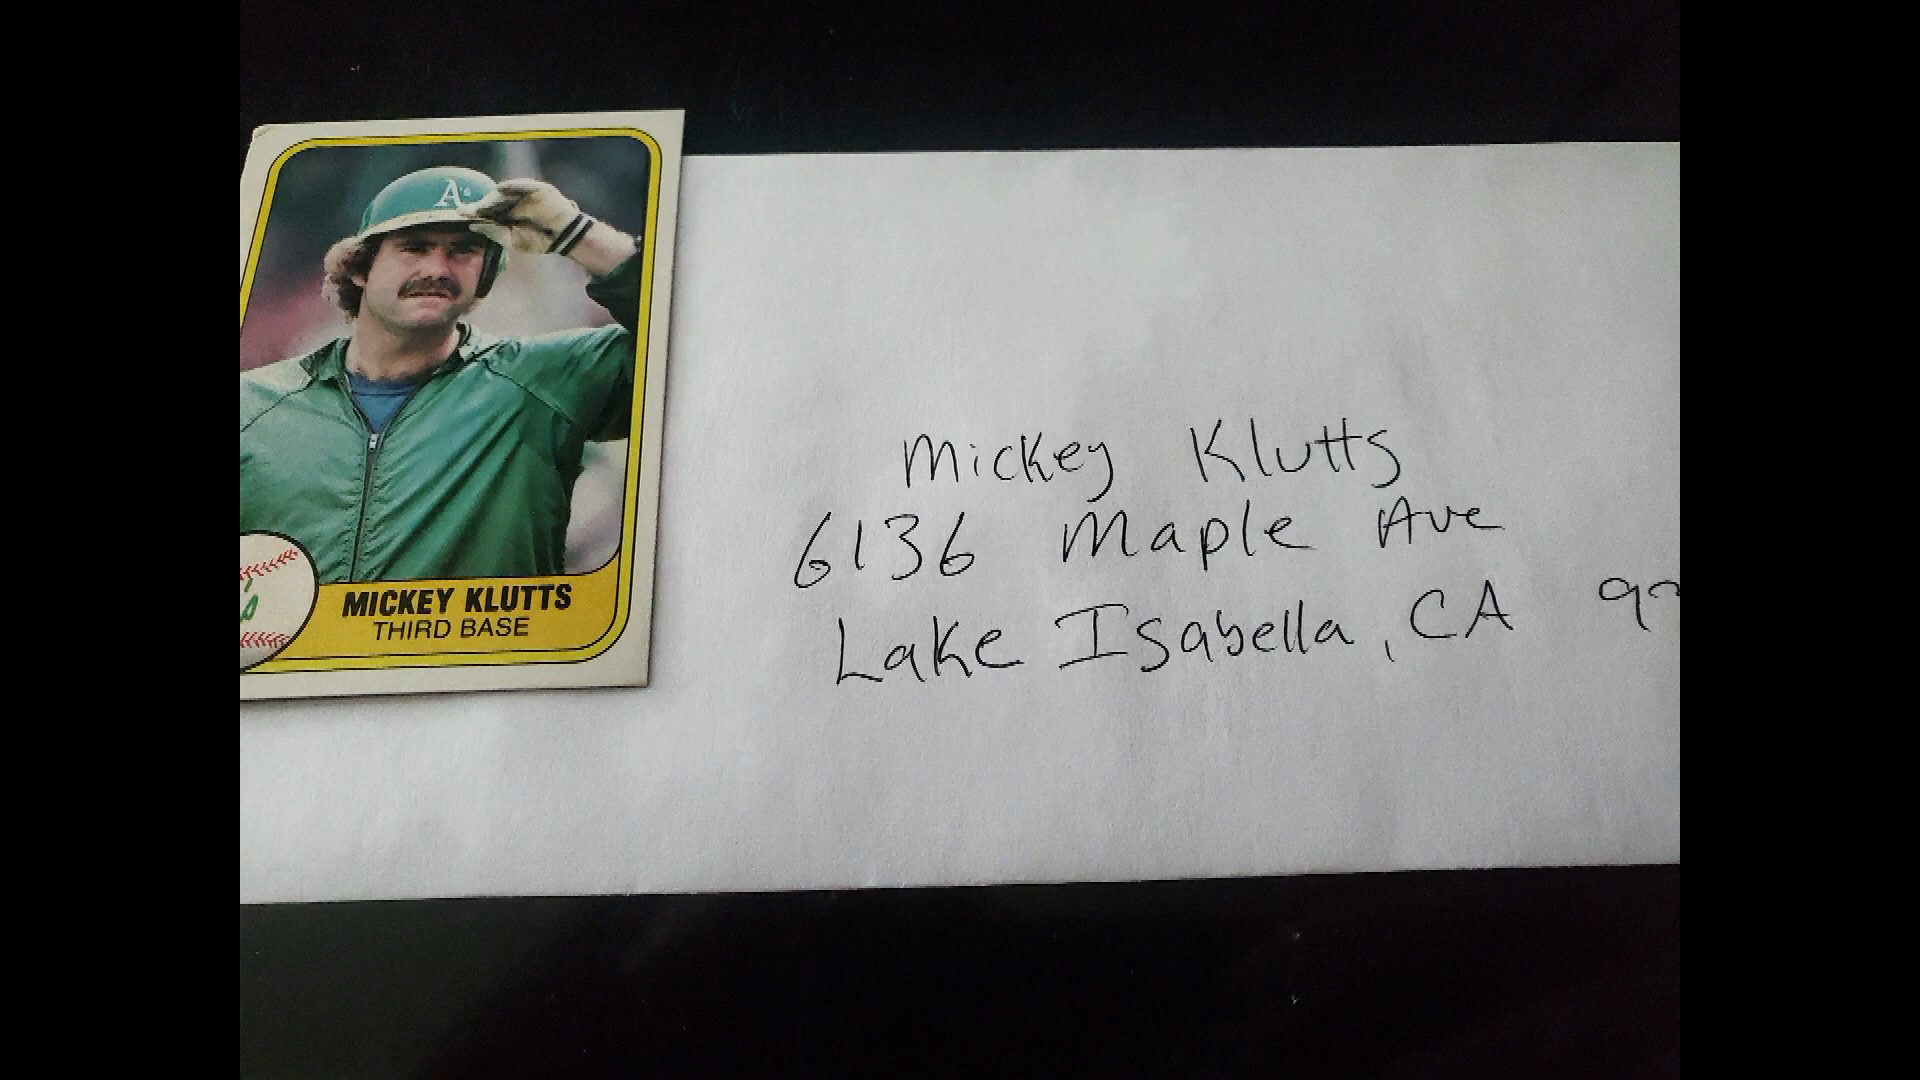 A's
MICKEY KLUTTS
THIRD BASE
Mickey Klutts
6136 Maple Ave
Lake Isabella, CA